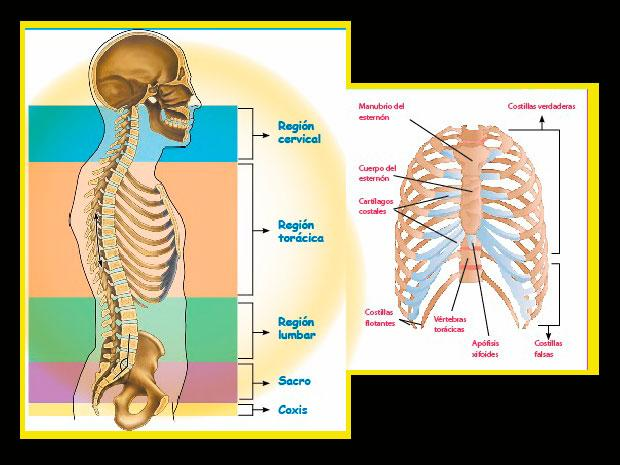 Región
cervical
Región
torácica
Región
lumbar
Sacro
Coxis
Manubrio del
esternón
Costillas verdaderas
Cuerpo del
esternón
Cartílagos
costales
Costillas
flotantes
Vértebras
torácicas
Apófisis
xifoides
Costillas
falsas